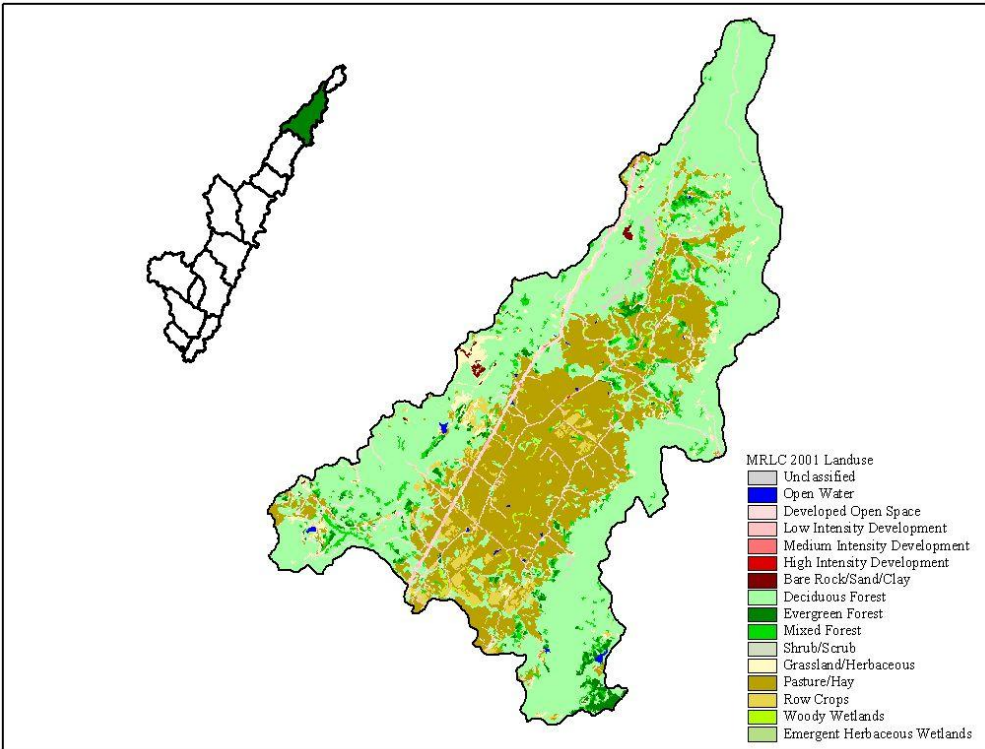 MRLC 2001 Landuse
Unclassified
Open Water
Developed Open Space
Low Intensity Development
Medium Intensity Development
High Intensity Development
Bare Rock/Sand/Clay
Deciduous Forest
Evergreen Forest
Mixed Forest
Shrub/Scrub
Grassland/Herbaceous
Pasture/Hay
Row Crops
Woody Wetlands
Emergent Herbaceous Wetlands